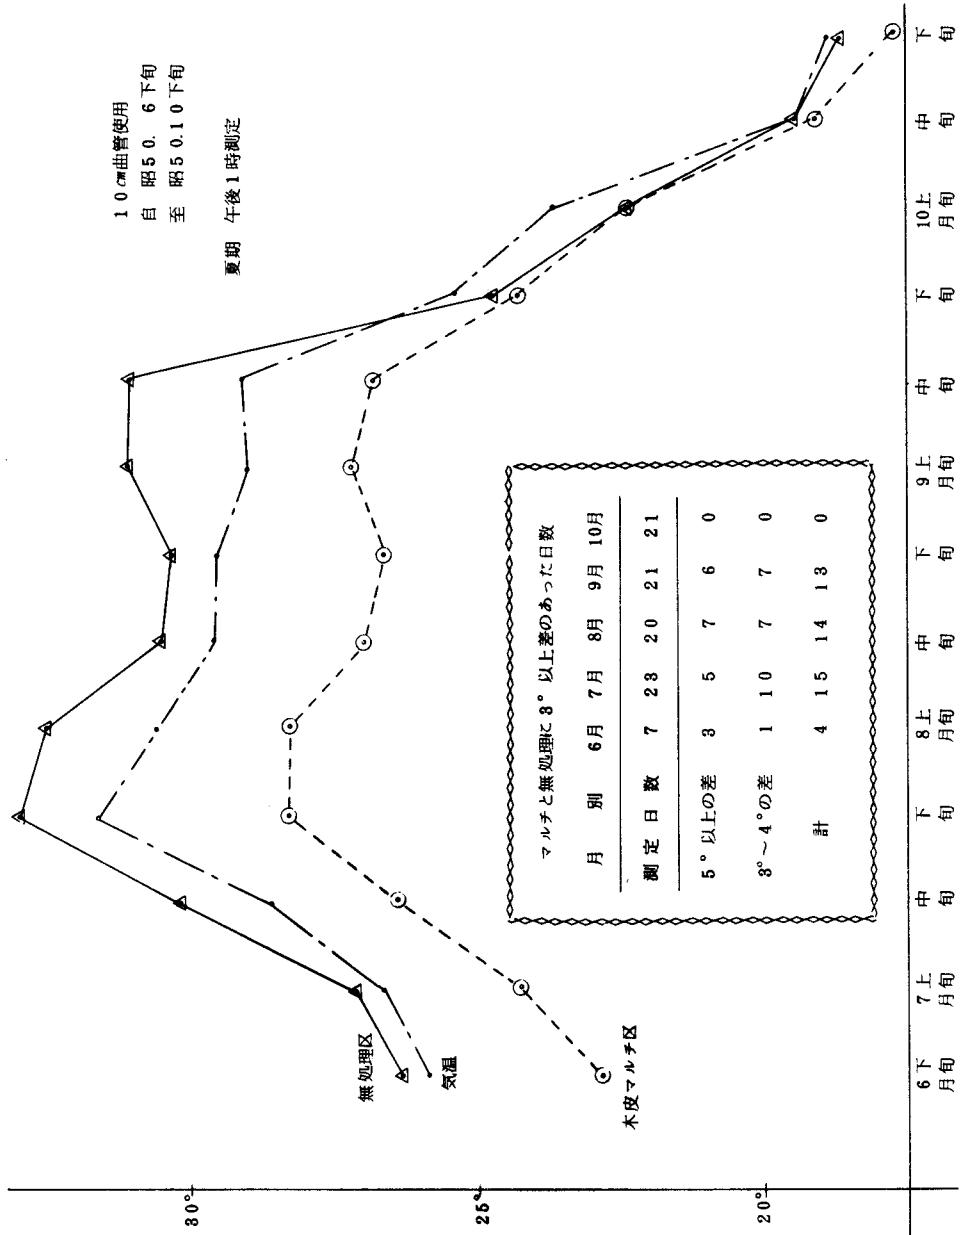 10㎝曲管使用
自 昭50. 6下旬
至 昭50.10下旬
夏期 午後1時測定
30°
25°
20°
無処理区
気温
木皮マルチ区
マルチと無処理に3°以上差のあった日数
月 別 6月 7月 8月 9月 10月
測定日数 7 23 20 21 21
5°以上の差 3 5 7 6 0
3°~4°の差 1 10 7 7 0
計 4 15 14 13 0
6月下旬
7月上旬
中旬
下旬
8月上旬
中旬
下旬
9月上旬
中旬
下旬
10月上旬
中旬
下旬